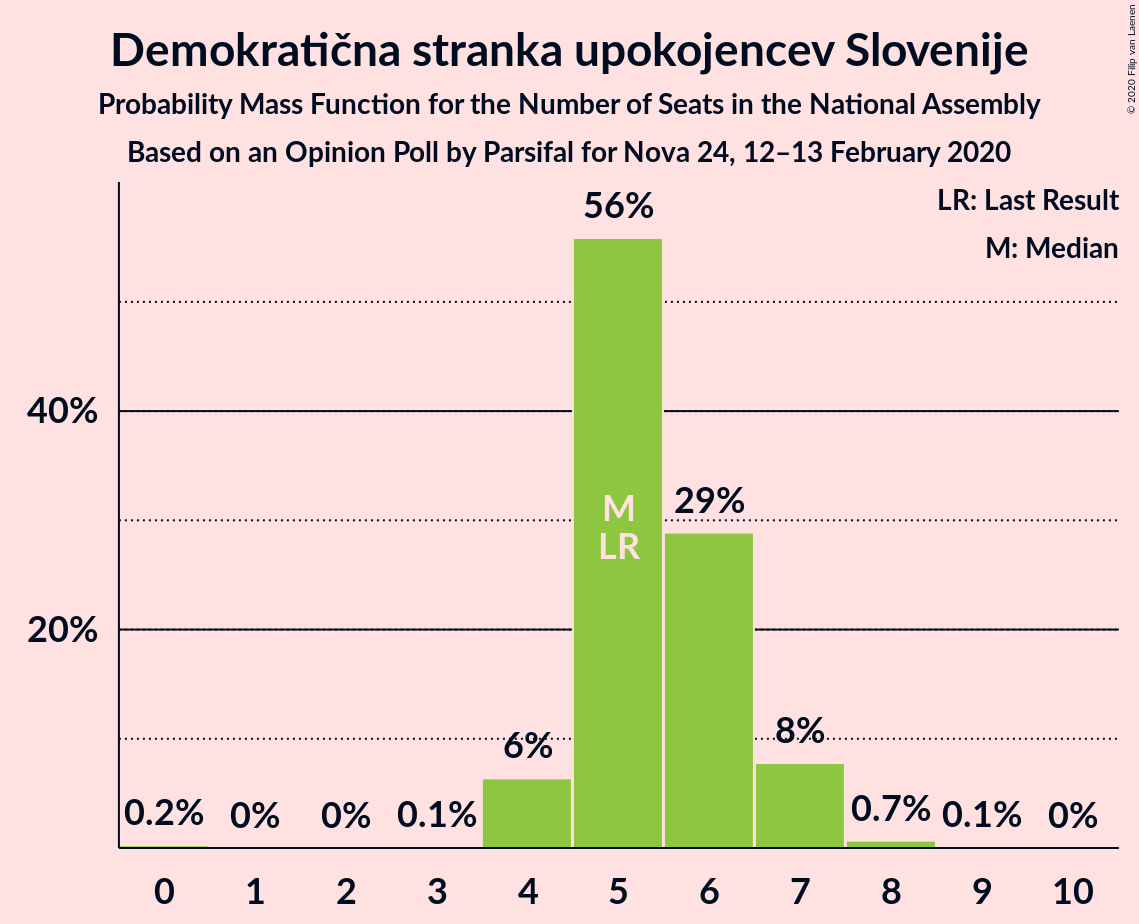 Demokratična stranka upokojencev Slovenije
Probability Mass Function for the Number of Seats in the National Assembly
Based on an Opinion Poll by Parsifal for Nova 24, 12–13 February 2020
© 2020 Filip van Laenen
LR: Last Result
M: Median
40%
20%
0.2%
0%
0%
0.1%
6%
56%
M
LR
29%
8%
0.7%
0.1%
0%
0 1 2 3 4 5 6 7 8 9 10